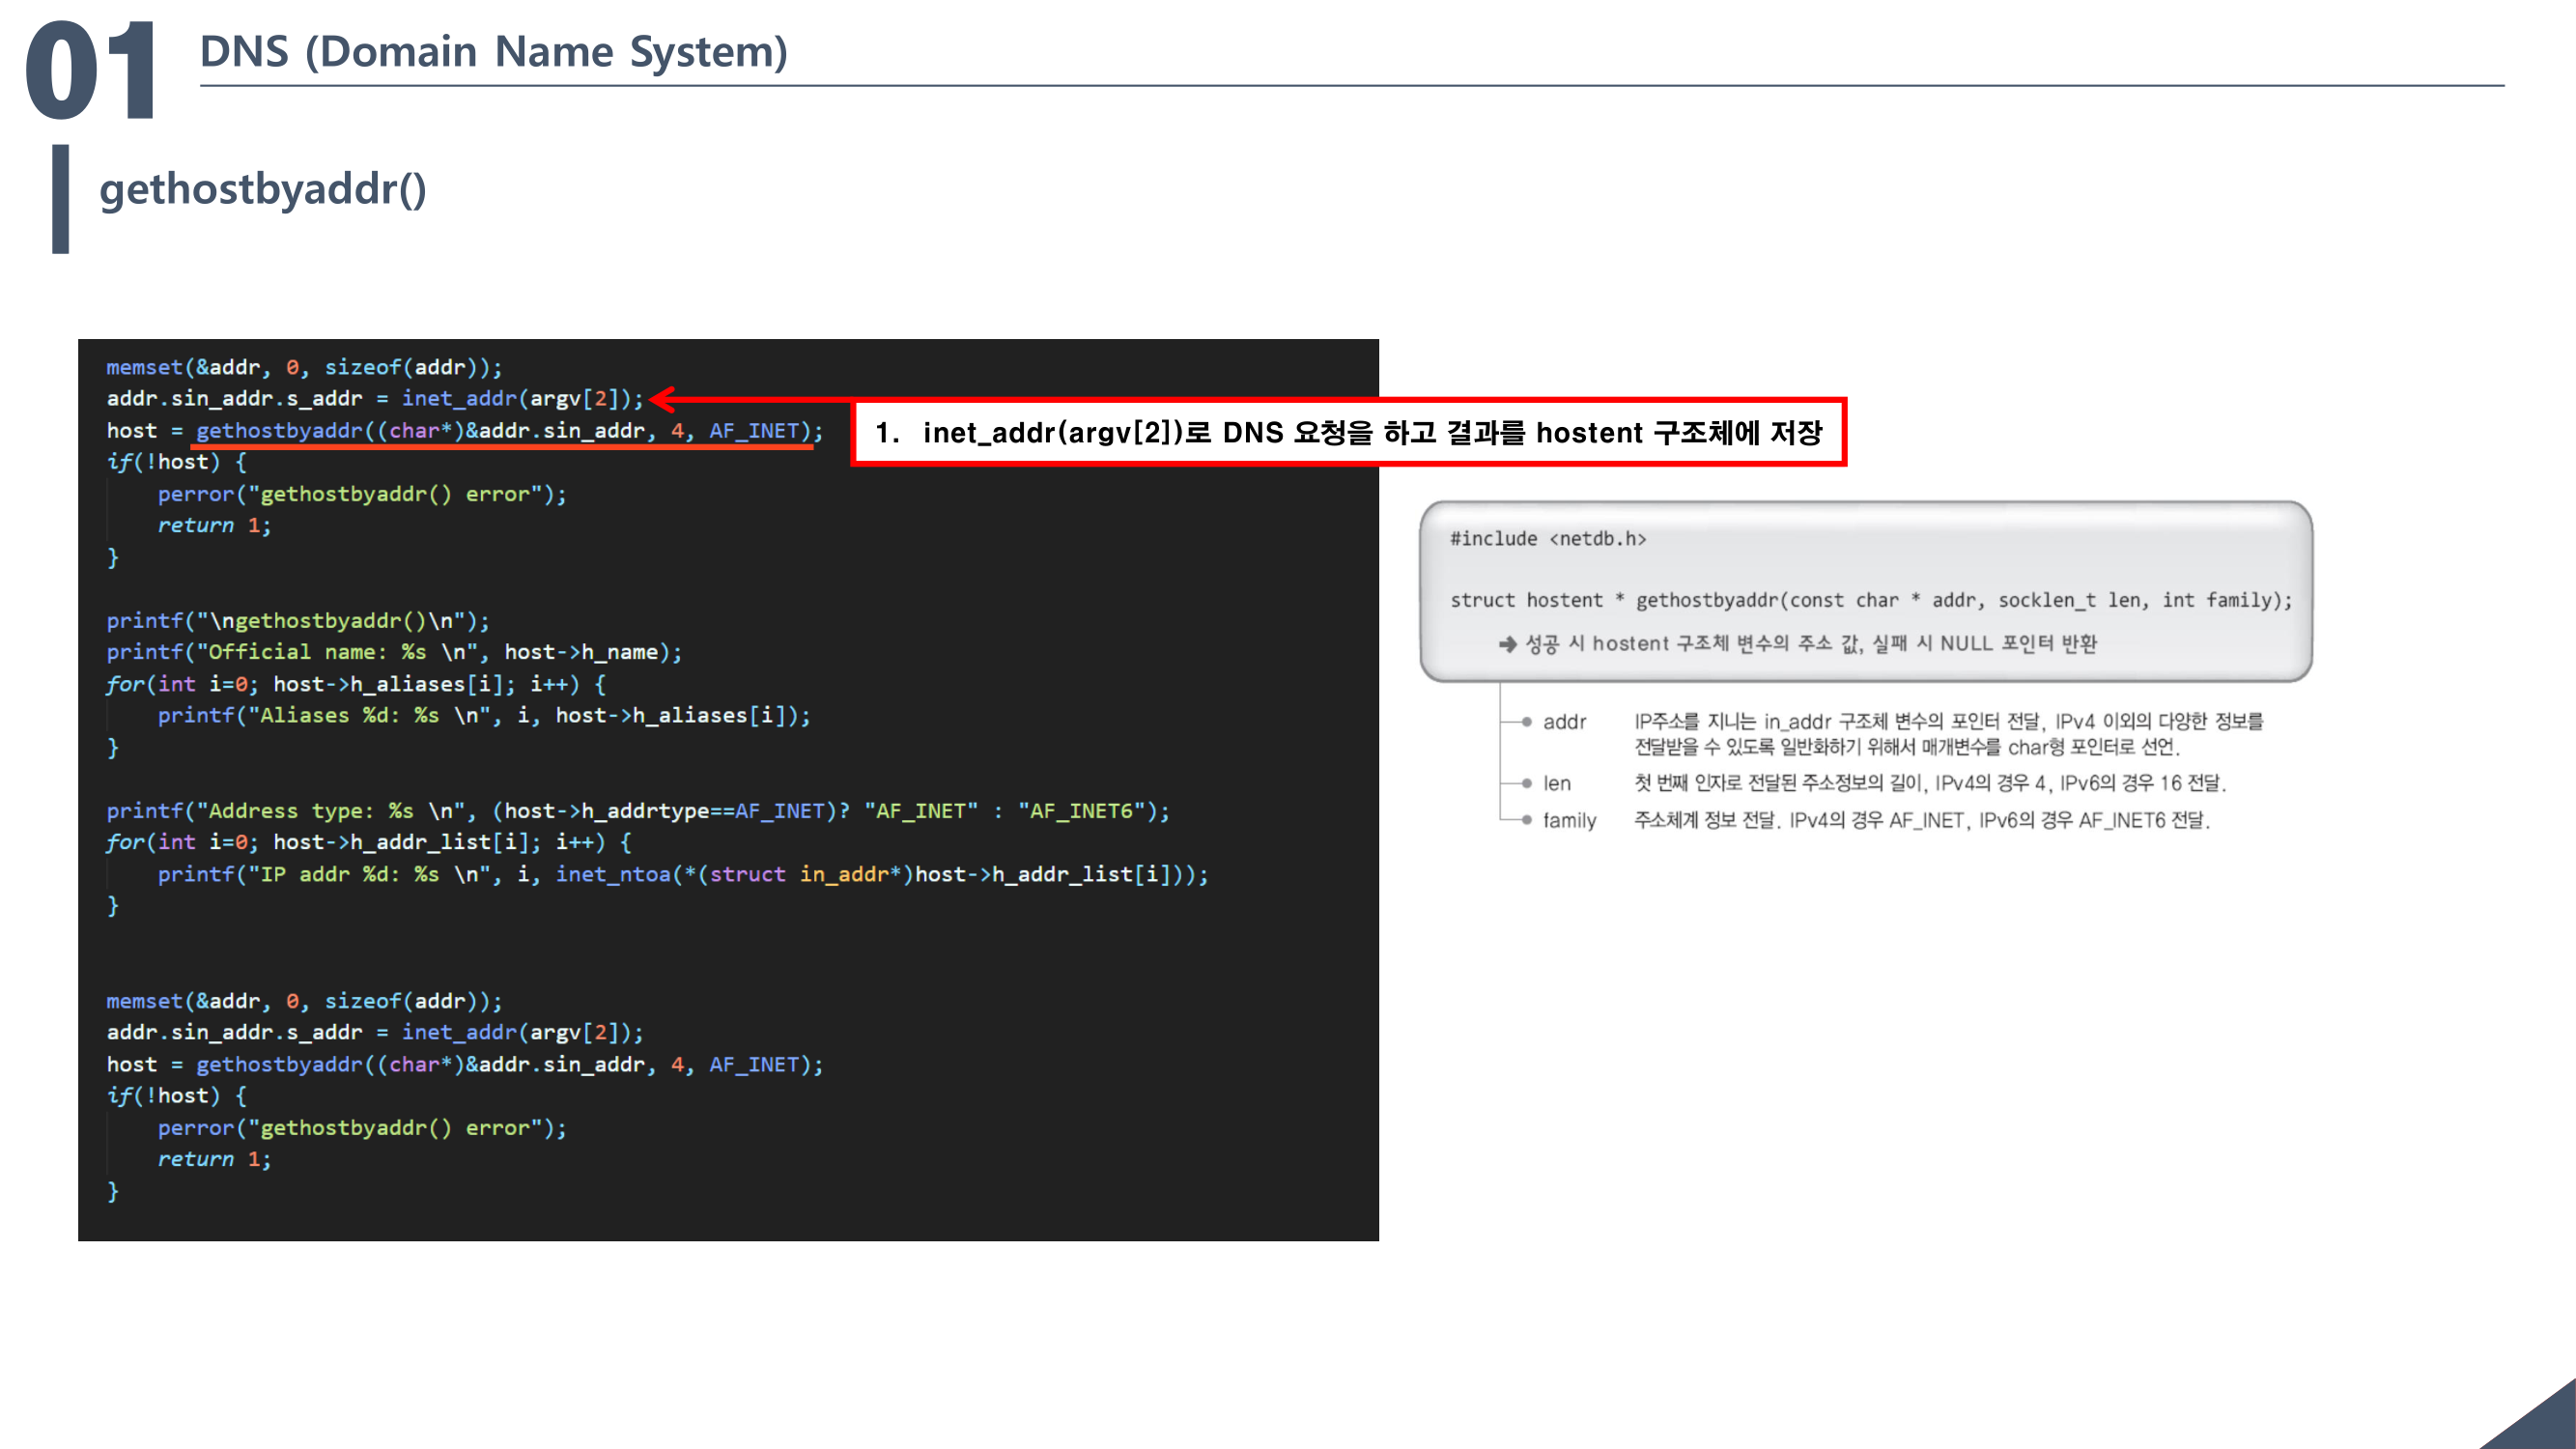 01
DNS (Domain Name System)
gethostbyaddr()
memset(&addr, 0, sizeof(addr));
addr.sin_addr.s_addr = inet_addr(argv[2]);
host = gethostbyaddr((char*)&addr.sin_addr, 4, AF_INET);
if(!host) {
perror("gethostbyaddr() error");
return 1;
}
printf("\ngethostbyaddr()\n");
printf("Official name: %s \n", host->h_name);
for(int i=0; host->h_aliases[i]; i++) {
printf("Aliases %d: %s \n", i, host->h_aliases[i]);
}
printf("Address type: %s \n", (host->h_addrtype==AF_INET)? "AF_INET" : "AF_INET6");
for(int i=0; host->h_addr_list[i]; i++) {
printf("IP addr %d: %s \n", i, inet_ntoa(*(struct in_addr*)host->h_addr_list[i]));
}
memset(&addr, 0, sizeof(addr));
addr.sin_addr.s_addr = inet_addr(argv[2]);
host = gethostbyaddr((char*)&addr.sin_addr, 4, AF_INET);
if(!host) {
perror("gethostbyaddr() error");
return 1;
}
1. inet_addr(argv[2])로 DNS 요청을 하고 결과를 hostent 구조체에 저장
#include <netdb.h>
struct hostent * gethostbyaddr(const char * addr, socklen_t len, int family);
➔ 성공 시 hostent 구조체 변수의 주소 값, 실패 시 NULL 포인터 반환
addr IP주소를 지니는 in_addr 구조체 변수의 포인터 전달, IPv4 이외의 다양한 정보를
전달받을 수 있도록 일반화하기 위해서 매개변수를 char형 포인터로 선언.
len 첫 번째 인자로 전달된 주소정보의 길이, IPv4의 경우 4, IPv6의 경우 16 전달.
family 주소체계 정보 전달. IPv4의 경우 AF_INET, IPv6의 경우 AF_INET6 전달.